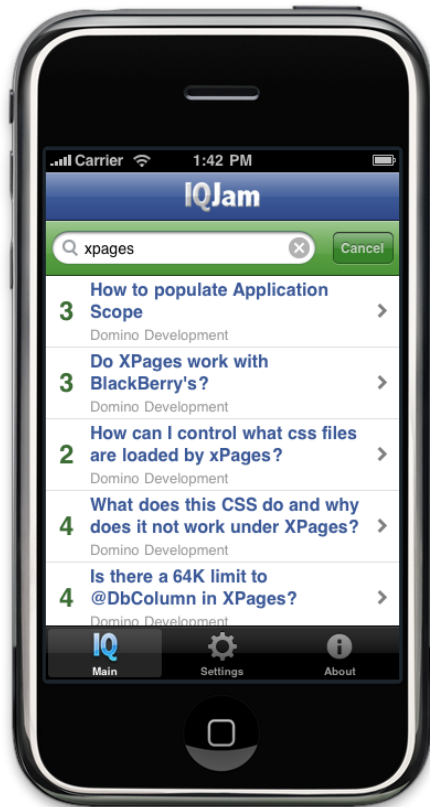 Carrier 1:42 PM
IQJam
xpages Cancel
How to populate Application
3 Scope
Domino Development
Do XPages work with
3 BlackBerry's?
Domino Development
How can I control what css files
2 are loaded by xPages?
Domino Development
What does this CSS do and why
4 does it not work under XPages?
Domino Development
Is there a 64K limit to
4 @DbColumn in XPages?
Domino Development
IQ
Main Settings About